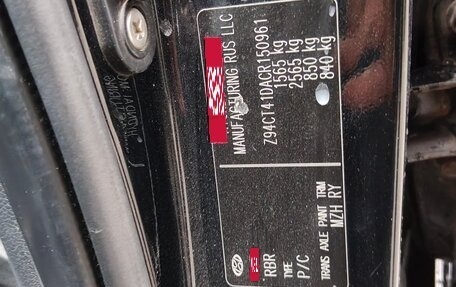 MANUFACTURING RUS LLC
Z94CT41DACR150961
1565 kg
2565 kg
850 kg
840 kg
RBR
TYPE
P/C
TRANS AXLE PAINT TRM
MZH RY